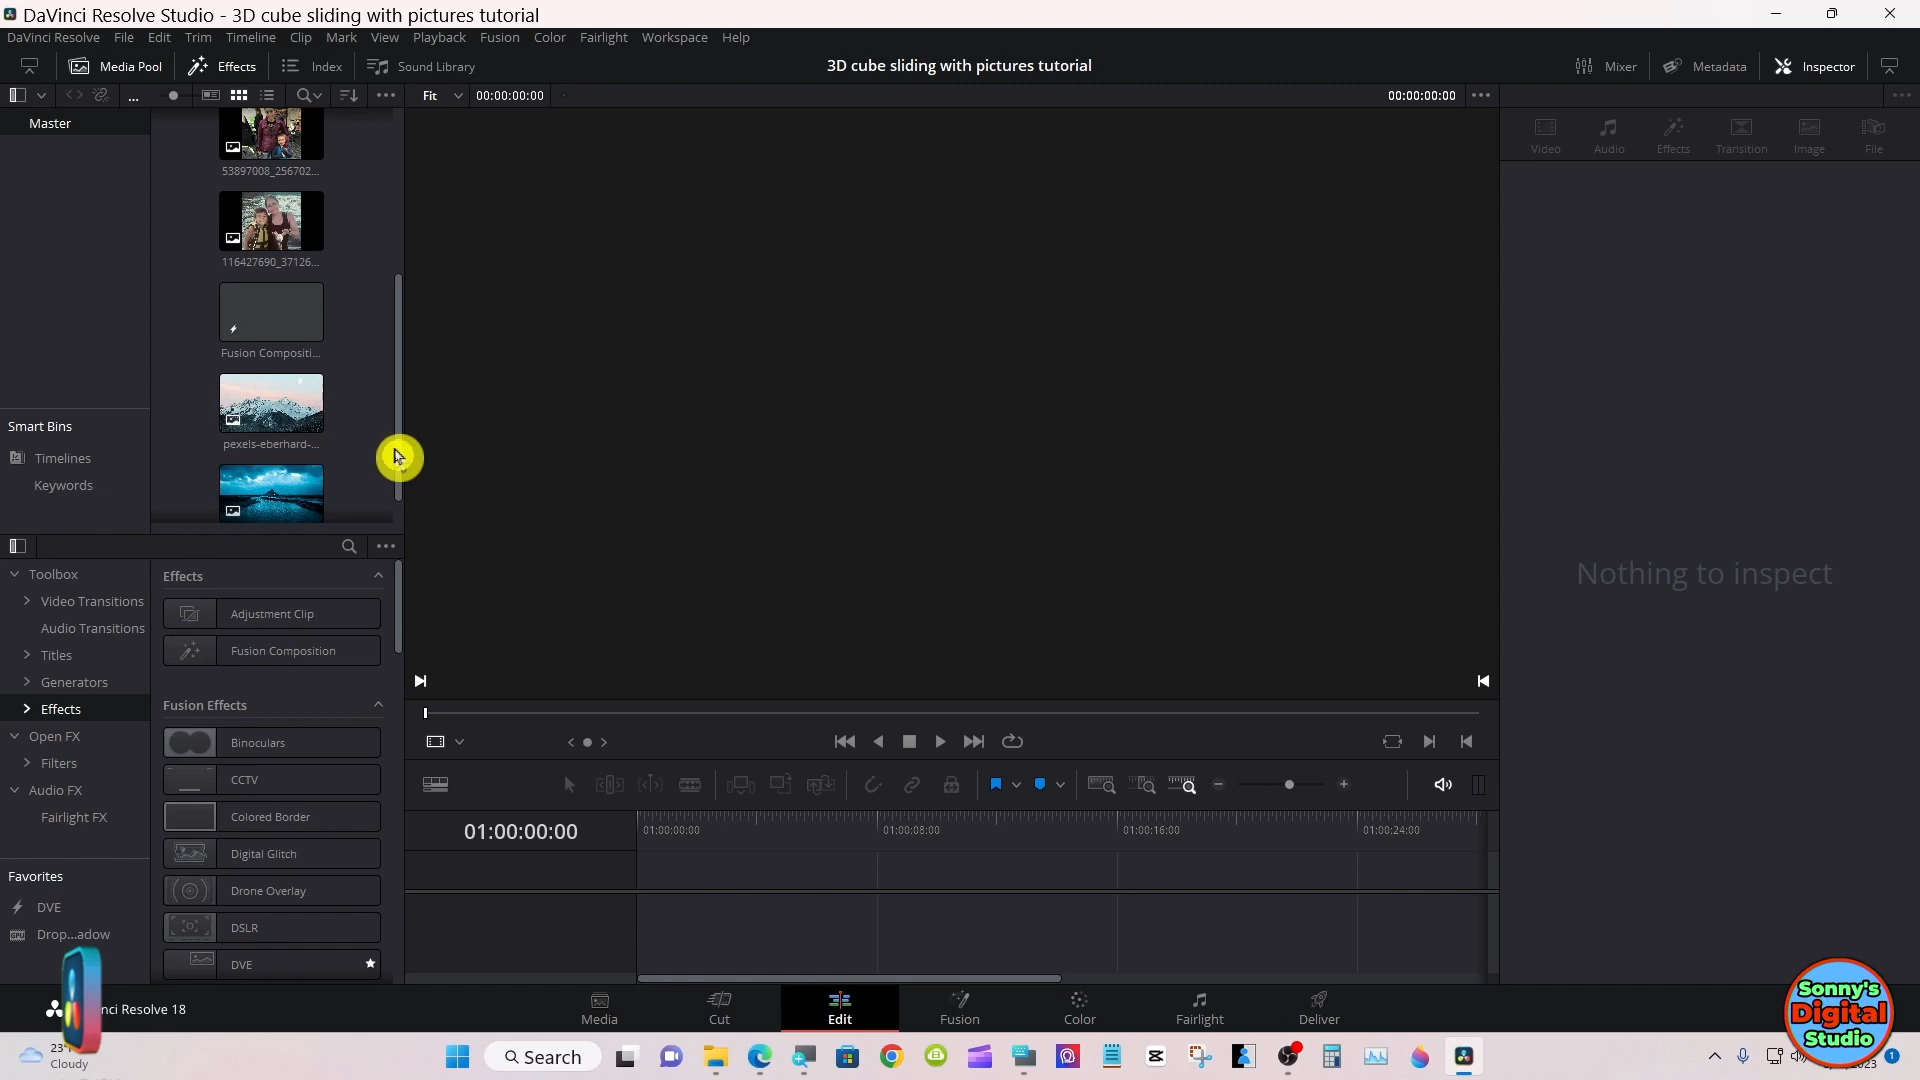 DaVinci Resolve Studio - 3D cube sliding with pictures tutorial
DaVinci Resolve File Edit Trim Timeline Clip Mark View Playback Fusion Color Fairlight Workspace Help
Media Pool Effects Index Sound Library
3D cube sliding with pictures tutorial
Mixer Metadata Inspector
Fit 00:00:00:00
00:00:00:00
Master
Video Audio Effects Transition Image File
53897008_256702...
116427690_37126...
Fusion Compositi...
pexels-eberhard-...
Smart Bins
Timelines
Keywords
Nothing to inspect
Toolbox
Video Transitions
Audio Transitions
Titles
Generators
Effects
Open FX
Filters
Audio FX
Fairlight FX
Favorites
DVE
Drop...adow
Effects
Adjustment Clip
Fusion Composition
Fusion Effects
Binoculars
CCTV
Colored Border
Digital Glitch
Drone Overlay
DSLR
DVE
01:00:00:00
01:00:00:00 01:00:08:00 01:00:16:00 01:00:24:00
nci Resolve 18
Media Cut Edit Fusion Color Fairlight Deliver
Sonny's
Digital
Studio
Cloudy
Search
1